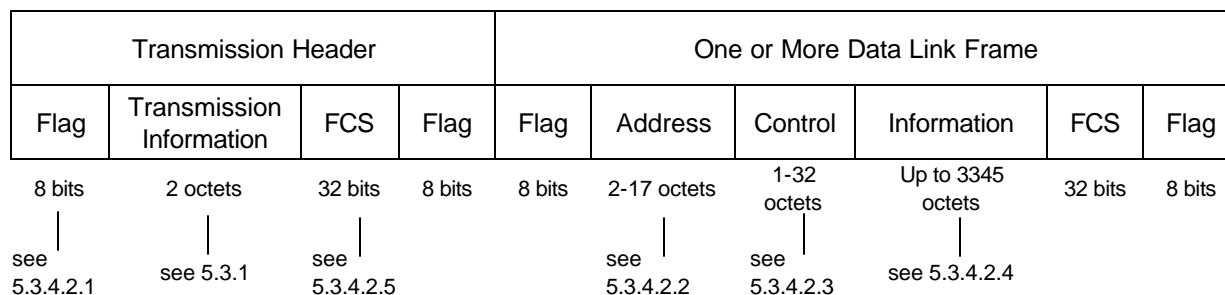 Transmission Header
One or More Data Link Frame
Flag
Transmission
Information
FCS
Flag
Flag
Address
Control
Information
FCS
Flag
8 bits
2 octets
32 bits
8 bits
8 bits
2-17 octets
1-32
octets
Up to 3345
octets
32 bits
8 bits
see
5.3.4.2.1
see 5.3.1
see
5.3.4.2.5
see
5.3.4.2.2
see
5.3.4.2.3
see 5.3.4.2.4